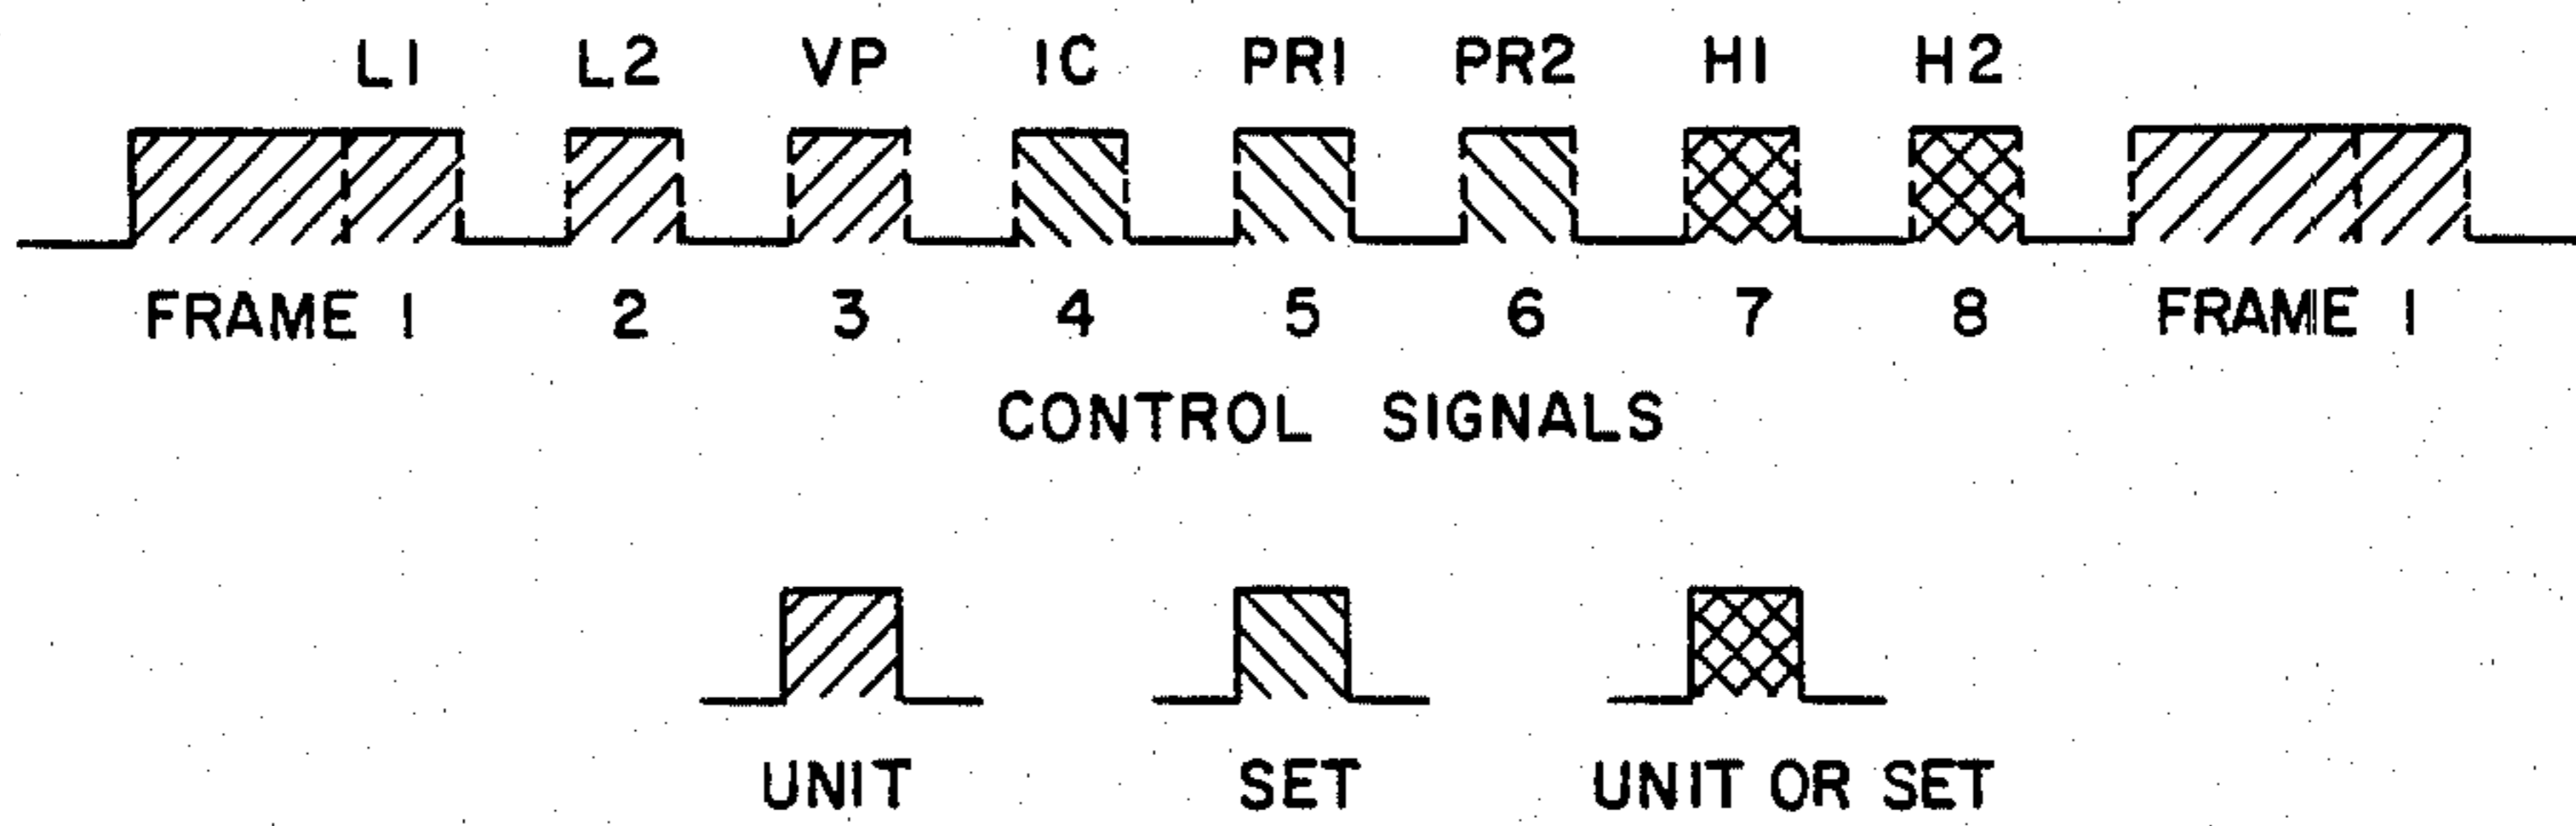 L1 L2 VP IC PR1 PR2 H1 H2
FRAME 1 2 3 4 5 6 7 8 FRAME 1
CONTROL SIGNALS
UNIT SET UNIT OR SET